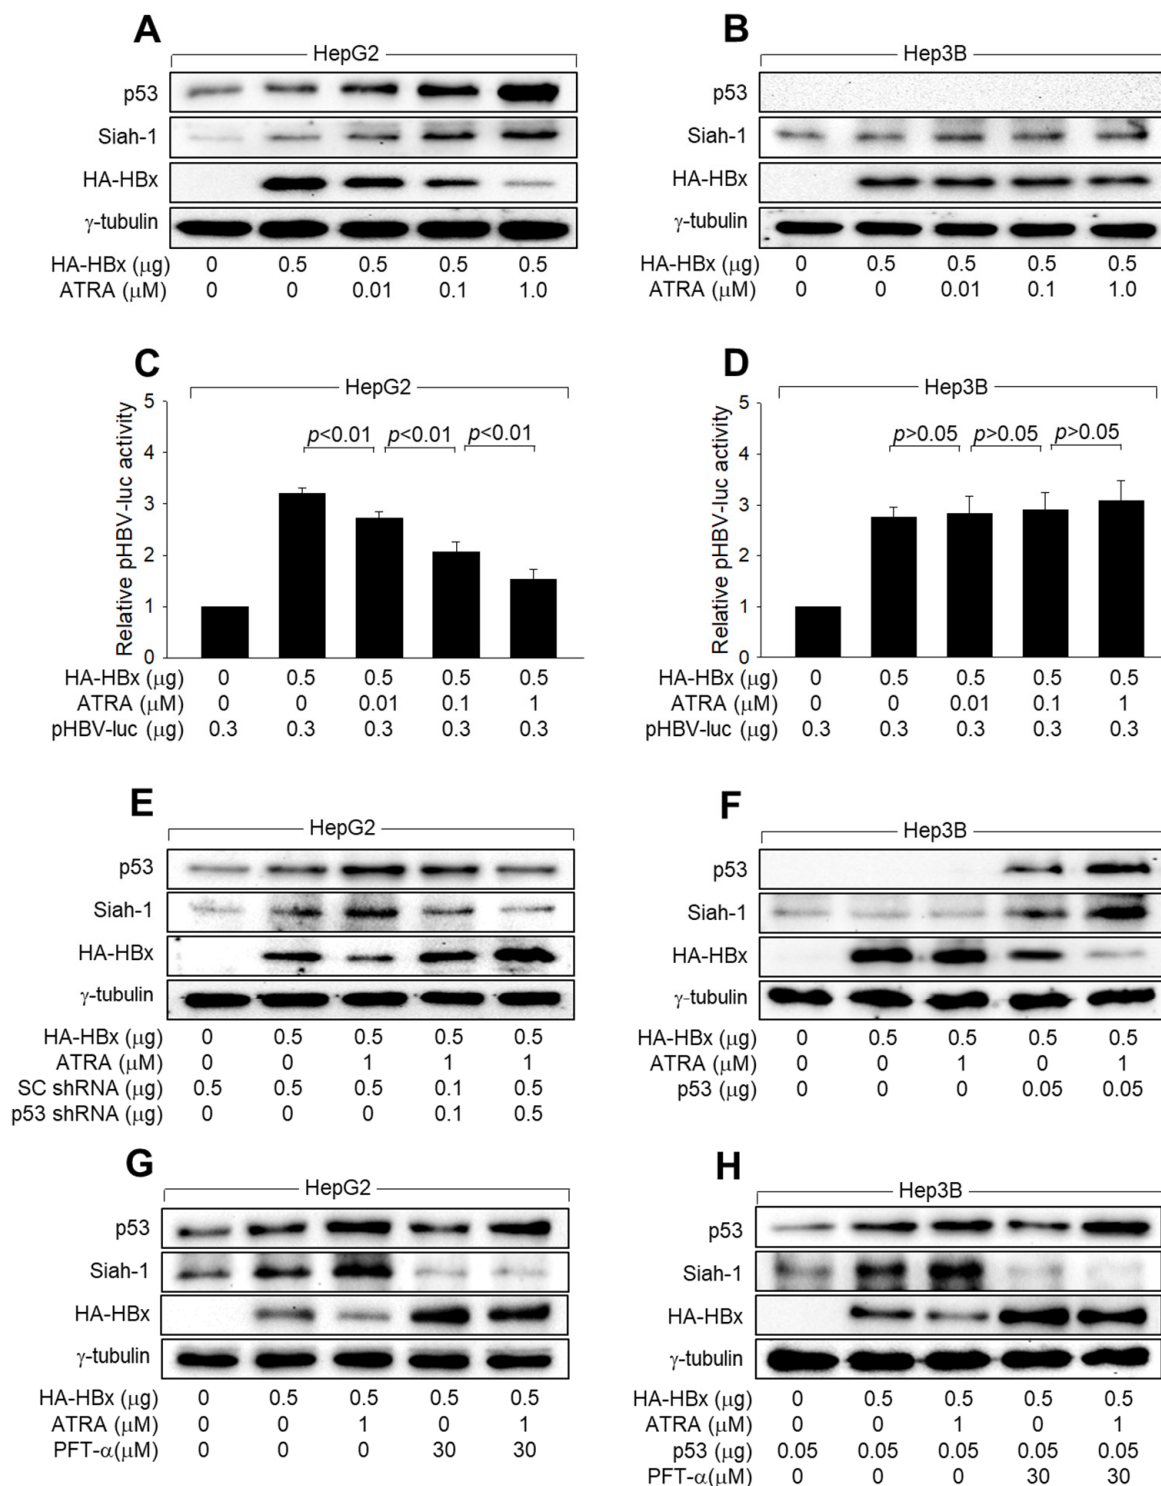 A
HepG2
p53
Siah-1
HA-HBx
γ-tubulin
HA-HBx (μg) 0 0.5 0.5 0.5 0.5
ATRA (μM) 0 0 0.01 0.1 1.0
B
Hep3B
p53
Siah-1
HA-HBx
γ-tubulin
HA-HBx (μg) 0 0.5 0.5 0.5 0.5
ATRA (μM) 0 0 0.01 0.1 1.0
C
HepG2
Relative pHBV-luc activity
5
4
3
2
1
0
p<0.01 p<0.01 p<0.01
HA-HBx (μg) 0 0.5 0.5 0.5 0.5
ATRA (μM) 0 0 0.01 0.1 1
pHBV-luc (μg) 0.3 0.3 0.3 0.3 0.3
D
Hep3B
Relative pHBV-luc activity
5
4
3
2
1
0
p>0.05 p>0.05 p>0.05
HA-HBx (μg) 0 0.5 0.5 0.5 0.5
ATRA (μM) 0 0 0.01 0.1 1
pHBV-luc (μg) 0.3 0.3 0.3 0.3 0.3
E
HepG2
p53
Siah-1
HA-HBx
γ-tubulin
HA-HBx (μg) 0 0.5 0.5 0.5 0.5
ATRA (μM) 0 0 1 1 1
SC shRNA (μg) 0.5 0.5 0.5 0.1 0.5
p53 shRNA (μg) 0 0 0 0.1 0.5
F
Hep3B
p53
Siah-1
HA-HBx
γ-tubulin
HA-HBx (μg) 0 0.5 0.5 0.5 0.5
ATRA (μM) 0 0 1 0 1
p53 (μg) 0 0 0 0.05 0.05
G
HepG2
p53
Siah-1
HA-HBx
γ-tubulin
HA-HBx (μg) 0 0.5 0.5 0.5 0.5
ATRA (μM) 0 0 1 0 1
PFT-α(μM) 0 0 0 30 30
H
Hep3B
p53
Siah-1
HA-HBx
γ-tubulin
HA-HBx (μg) 0 0.5 0.5 0.5 0.5
ATRA (μM) 0 0 1 0 1
p53 (μg) 0.05 0.05 0.05 0.05 0.05
PFT-α(μM) 0 0 0 30 30